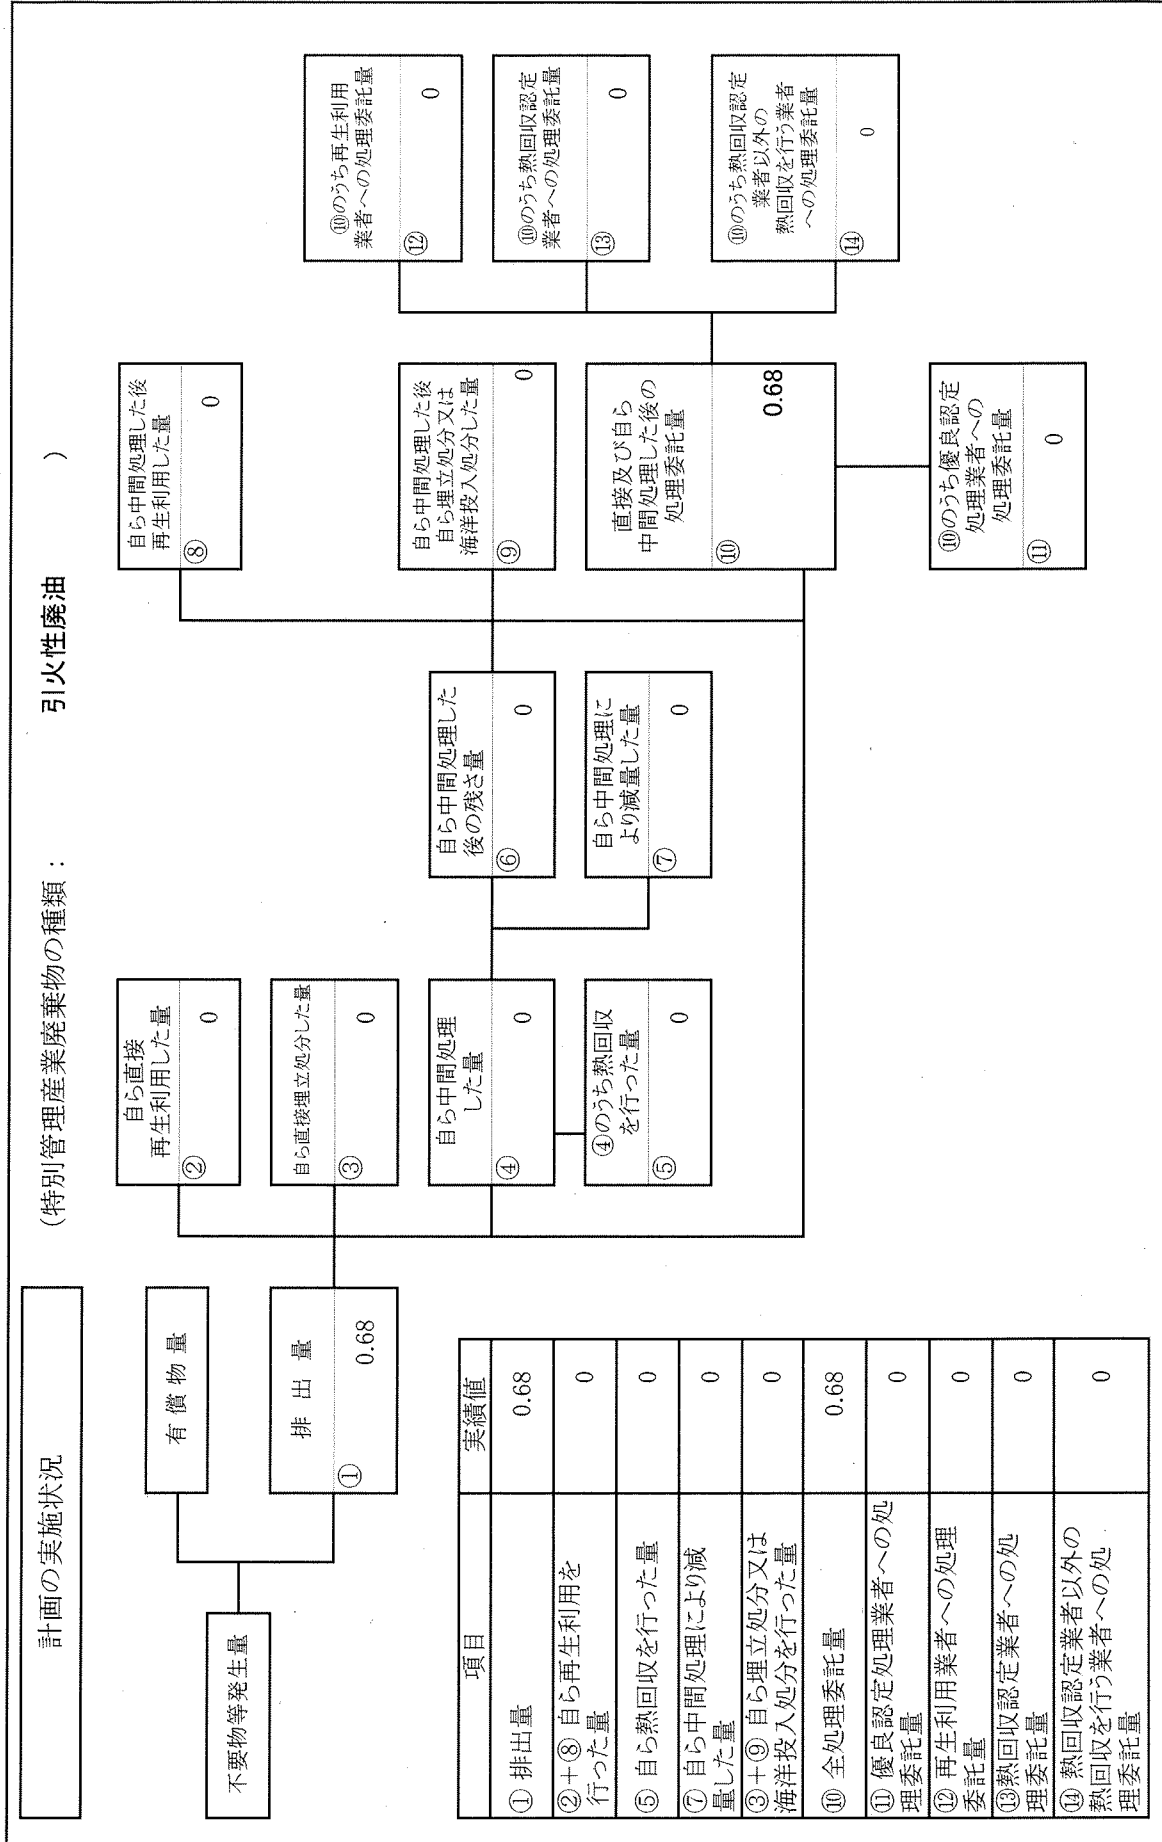 計画の実施状況
(特別管理産業廃棄物の種類： 引火性廃油 )
不要物等発生量
有償物量
排出量
① 0.68
自ら直接
再生利用した量
② 0
自ら直接埋立処分した量
③ 0
自ら中間処理
した量
④ 0
④のうち熱回収
を行った量
⑤ 0
自ら中間処理した
後の残さ量
⑥ 0
自ら中間処理に
より減量した量
⑦ 0
自ら中間処理した後
再生利用した量
⑧ 0
自ら中間処理した後
自ら埋立処分又は
海洋投入処分した量
⑨ 0
直接及び自ら
中間処理した後の
処理委託量
⑩ 0.68
⑩のうち優良認定
処理業者への
処理委託量
⑪ 0
⑩のうち再生利用
業者への処理委託量
⑫ 0
⑩のうち熱回収認定
業者への処理委託量
⑬ 0
⑩のうち熱回収認定
業者以外の
熱回収を行う業者
への処理委託量
⑭ 0
項目 実績値
① 排出量 0.68
②＋⑧ 自ら再生利用を
行った量 0
⑤ 自ら熱回収を行った量 0
⑦ 自ら中間処理により減
量した量 0
③＋⑨ 自ら埋立処分又は
海洋投入処分を行った量 0
⑩ 全処理委託量 0.68
⑪ 優良認定処理業者への処
理委託量 0
⑫ 再生利用業者への処理
委託量 0
⑬熱回収認定業者への処
理委託量 0
⑭ 熱回収認定業者以外の
熱回収を行う業者への処
理委託量 0